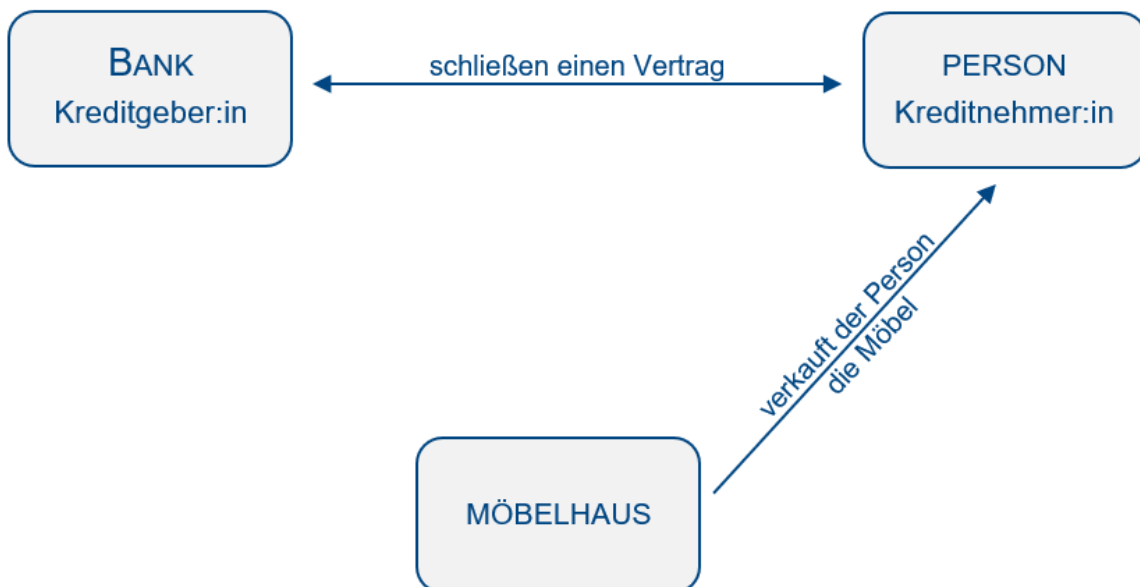 BANK
Kreditgeber:in
schließen einen Vertrag
PERSON
Kreditnehmer:in
verkauft der Person
die Möbel
MÖBELHAUS